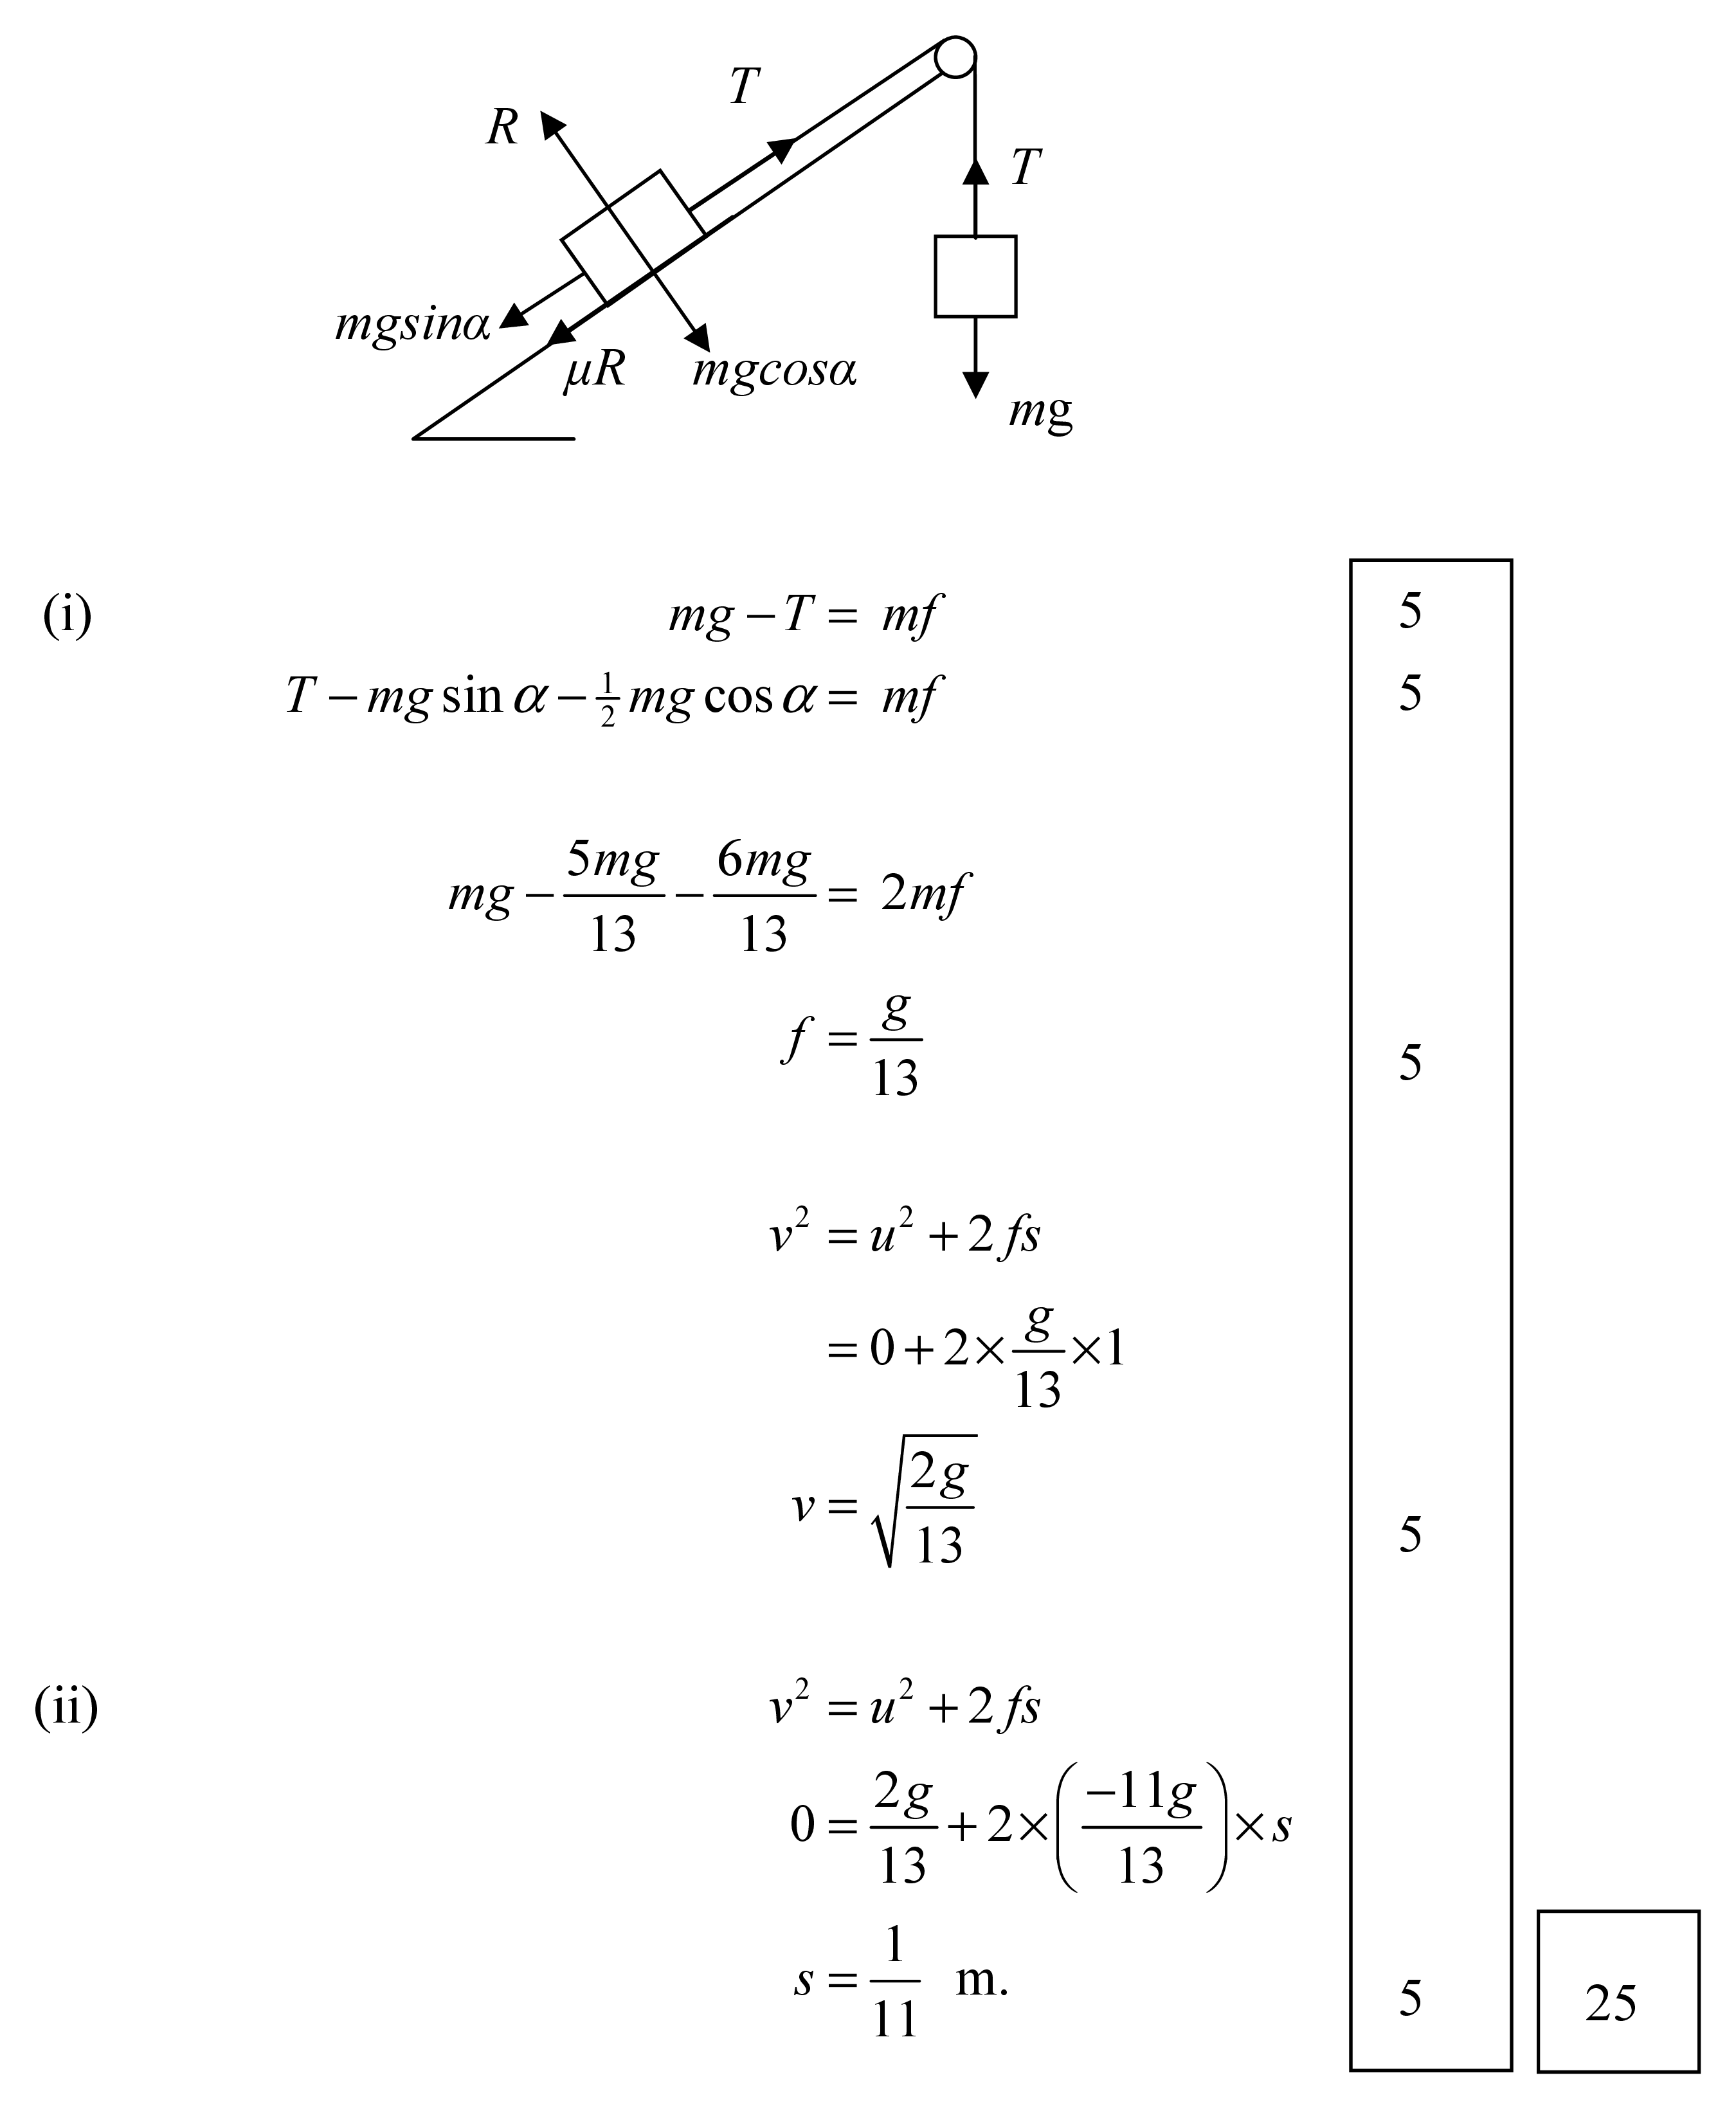 T
R
T
mgsinα
μR
mgcosα
mg
(i) mg − T = mf 5
T − mg sin α − 1/2 mg cos α = mf 5
mg − 5mg/13 − 6mg/13 = 2mf
f = g/13 5
v² = u² + 2fs
= 0 + 2 × g/13 × 1
v = √(2g/13) 5
(ii) v² = u² + 2fs
0 = 2g/13 + 2 × (−11g/13) × s
s = 1/11 m. 5 25